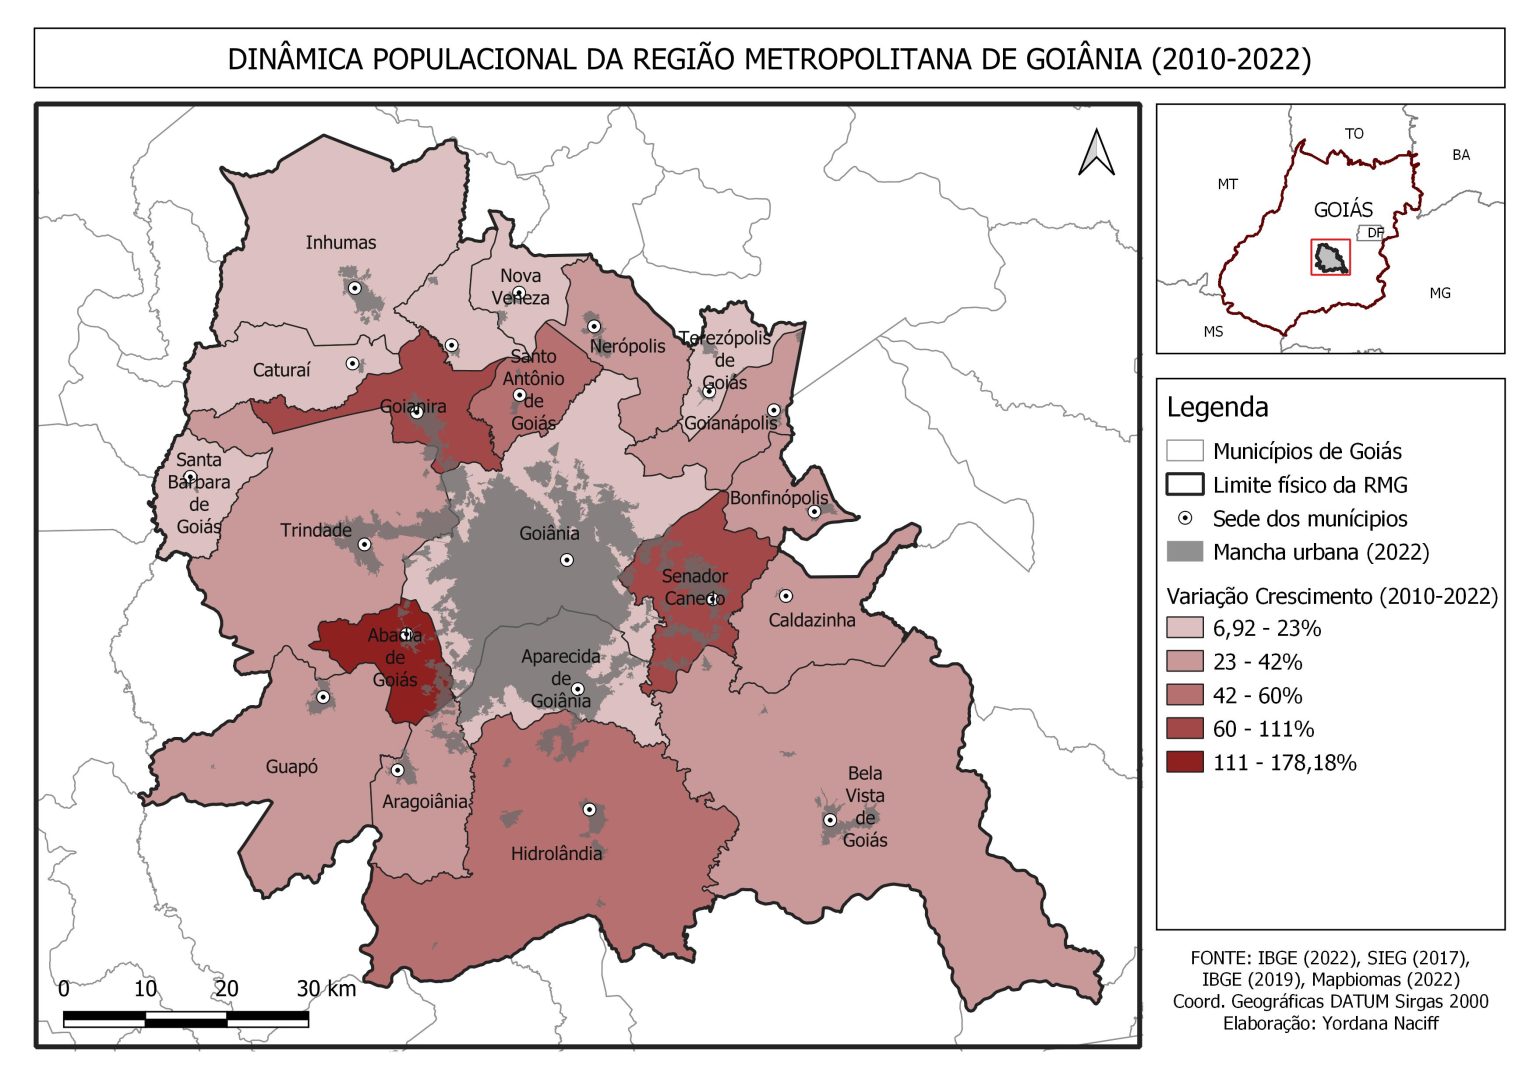 DINÂMICA POPULACIONAL DA REGIÃO METROPOLITANA DE GOIÂNIA (2010-2022)
Inhumas
Nova
Veneza
Nerópolis
Terezópolis
de
Goiás
Caturaí
Santo
Antônio
de
Goiás
Goianira
Goianápolis
Santa
Bárbara
de
Goiás
Bonfinópolis
Trindade
Goiânia
Senador
Canedo
Caldazinha
Abadia
de
Goiás
Aparecida
de
Goiânia
Guapó
Aragoiânia
Hidrolândia
Bela
Vista
de
Goiás
0 10 20 30 km
TO
BA
MT
GOIÁS
DF
MG
MS
Legenda
Municípios de Goiás
Limite físico da RMG
Sede dos munícipios
Mancha urbana (2022)
Variação Crescimento (2010-2022)
6,92 - 23%
23 - 42%
42 - 60%
60 - 111%
111 - 178,18%
FONTE: IBGE (2022), SIEG (2017),
IBGE (2019), Mapbiomas (2022)
Coord. Geográficas DATUM Sirgas 2000
Elaboração: Yordana Naciff